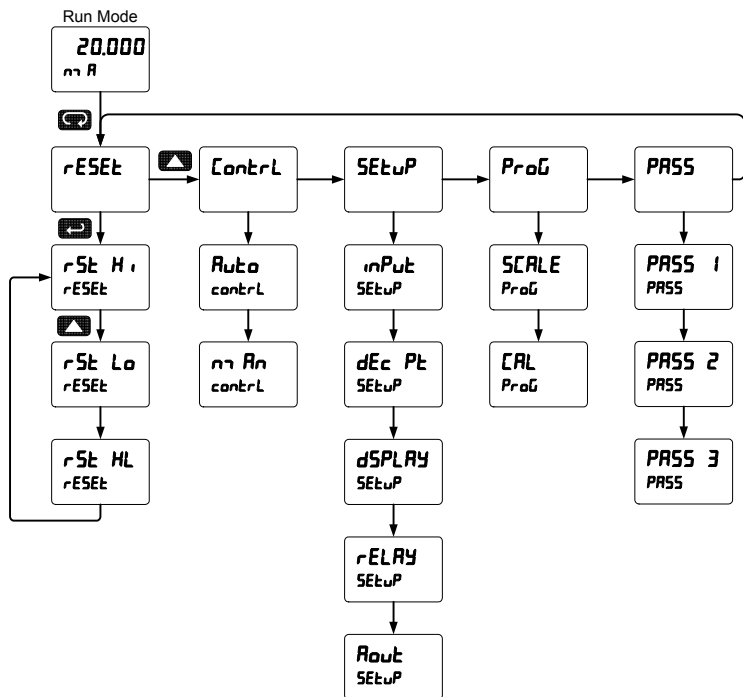 Run Mode
20.000
mA
rESEt
ContrL
SEtuP
ProG
PASS
rSt Hi
rESEt
Auto
contrL
inPut
SEtuP
SCALE
ProG
PASS 1
PASS
rSt Lo
rESEt
mAn
contrL
dEc Pt
SEtuP
CAL
ProG
PASS 2
PASS
rSt HL
rESEt
dSPLAY
SEtuP
PASS 3
PASS
rELAY
SEtuP
Aout
SEtuP